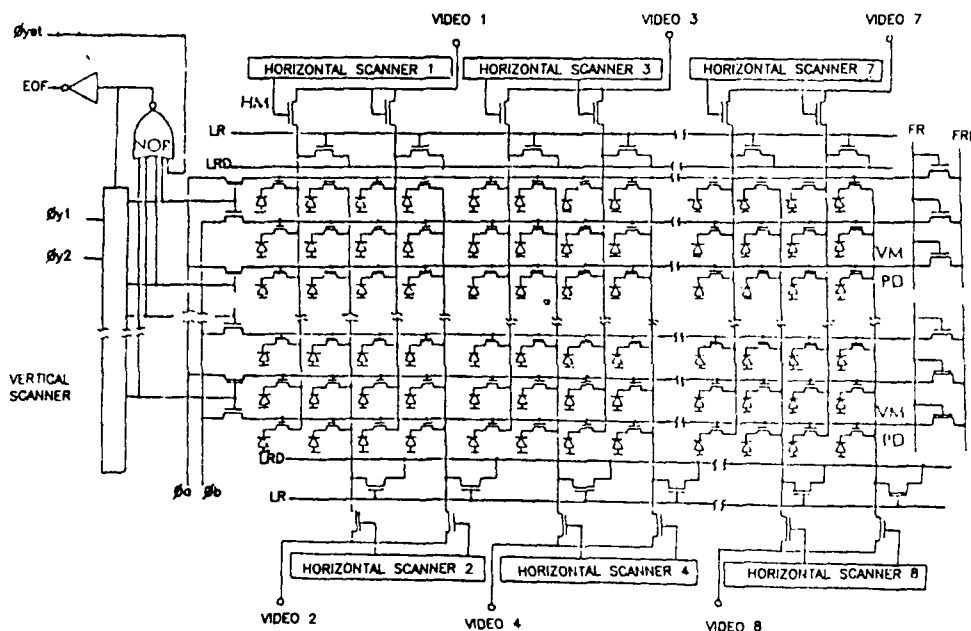 Øyst
VIDEO 1
VIDEO 3
VIDEO 7
EOF
HORIZONTAL SCANNER 1
HORIZONTAL SCANNER 3
HORIZONTAL SCANNER 7
HM
NOR
LR
FR
LRD
Øy1
Øy2
VM
PD
VERTICAL
SCANNER
VM
PD
LRD
Øa
Øb
LR
HORIZONTAL SCANNER 2
HORIZONTAL SCANNER 4
HORIZONTAL SCANNER 8
VIDEO 2
VIDEO 4
VIDEO 8